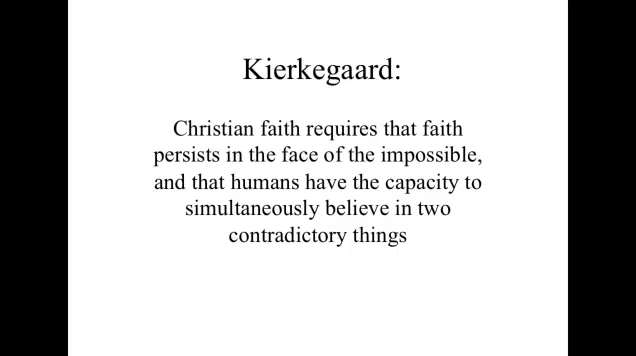 Kierkegaard:
Christian faith requires that faith
persists in the face of the impossible,
and that humans have the capacity to
simultaneously believe in two
contradictory things